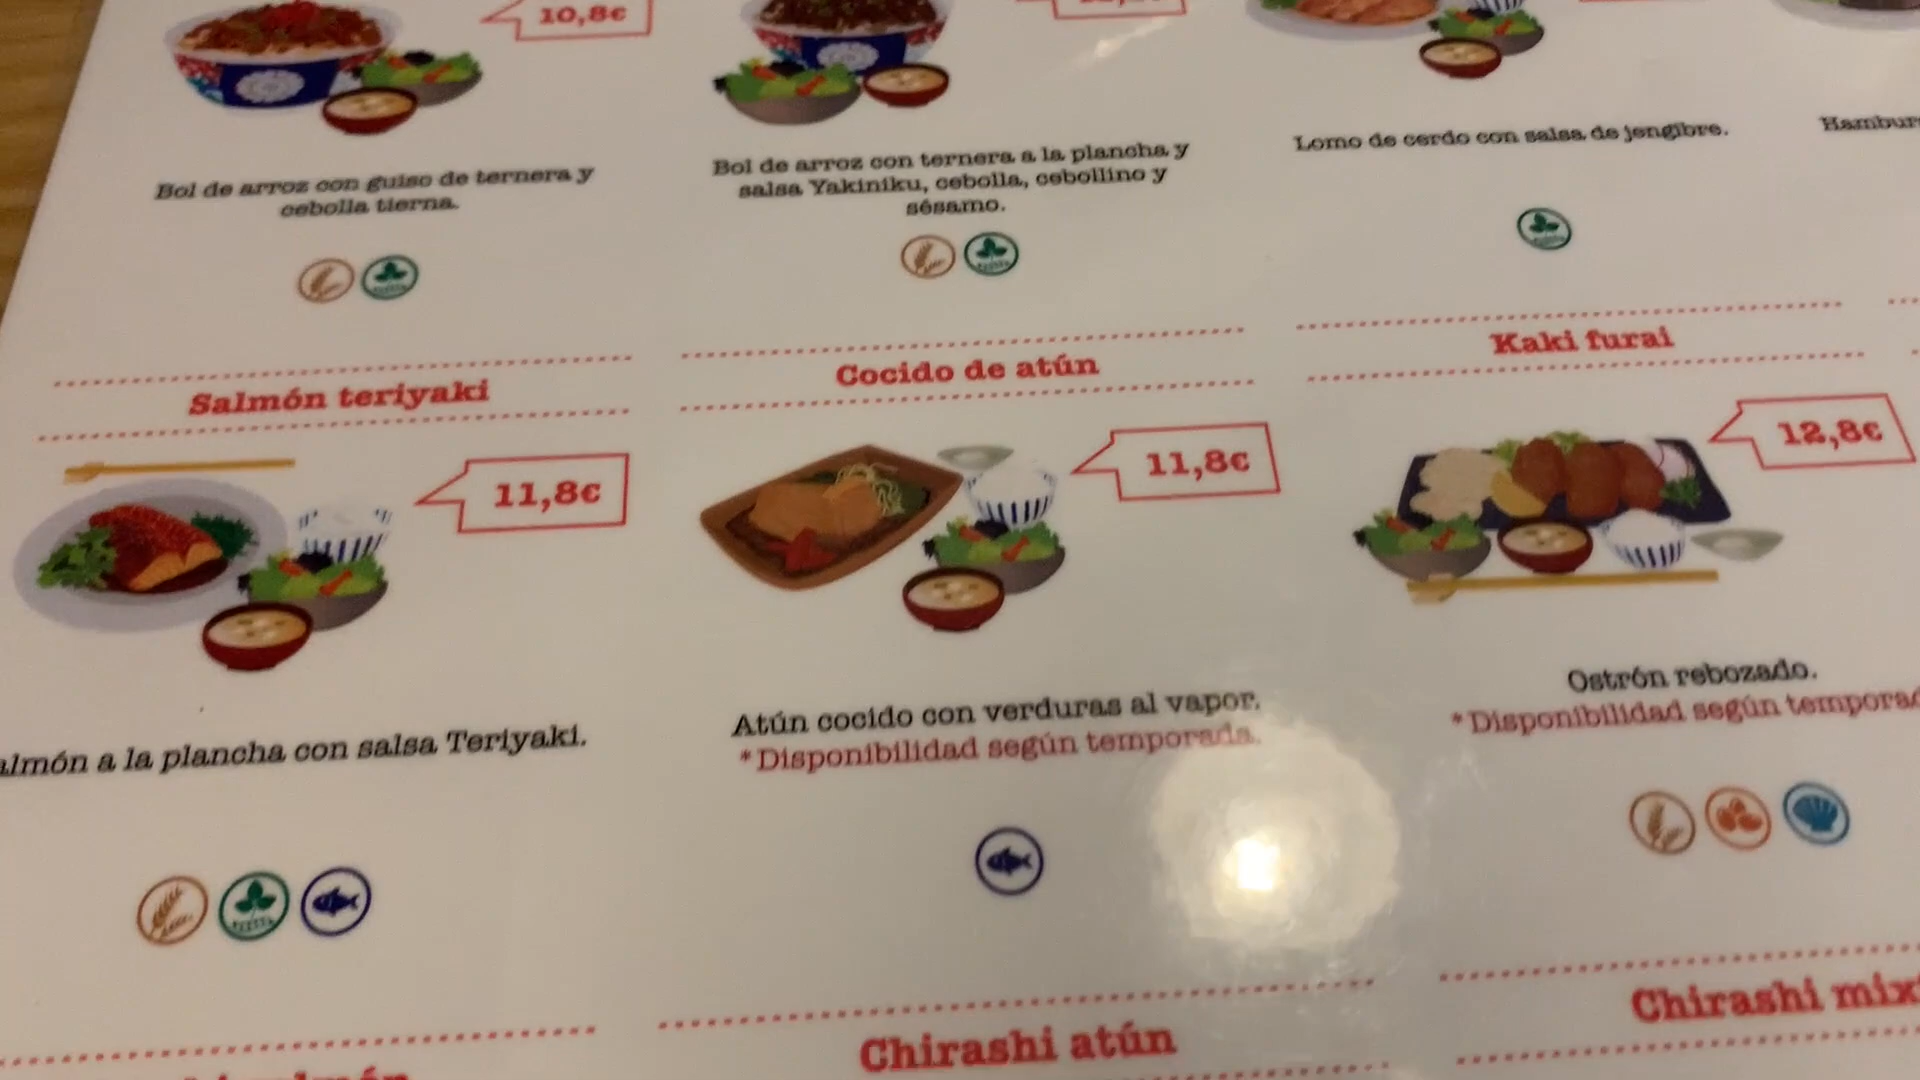 10,8€
Bol de arroz con guiso de ternera y
cebolla tierna.
Bol de arroz con ternera a la plancha y
salsa Yakiniku, cebolla, cebollino y
sésamo.
Lomo de cerdo con salsa de jengibre.
Salmón teriyaki
11,8€
almón a la plancha con salsa Teriyaki.
Cocido de atún
11,8€
Atún cocido con verduras al vapor.
*Disponibilidad según temporada.
Kaki furai
12,8€
Ostrón rebozado.
*Disponibilidad según temporad
Chirashi atún
Chirashi mix